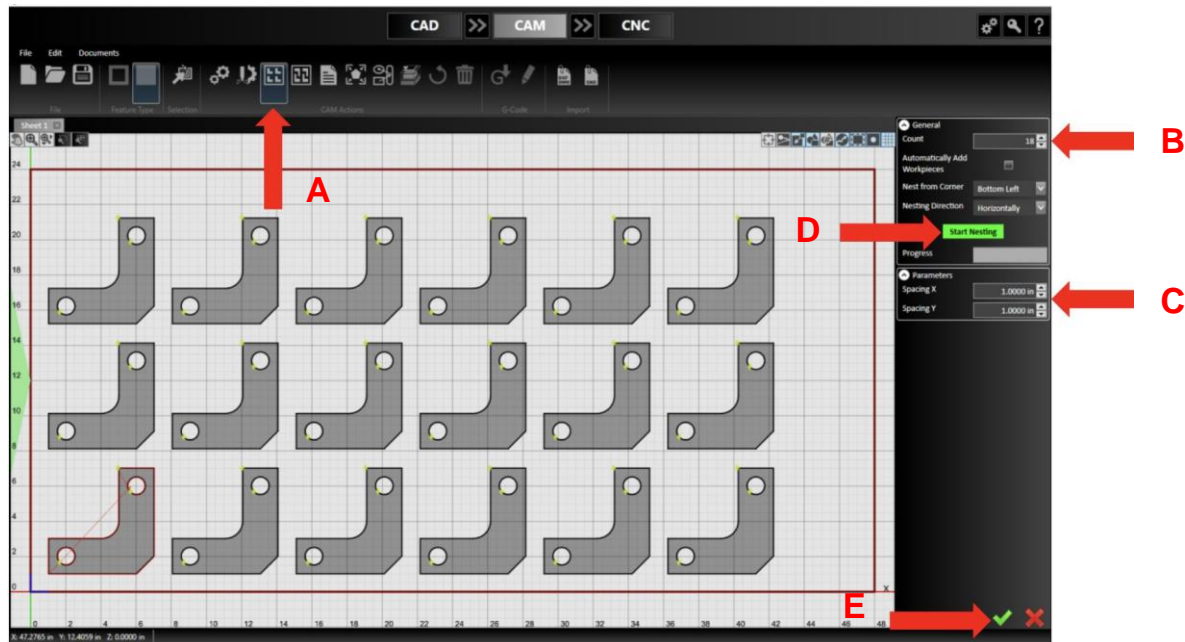 CAD >> CAM >> CNC
?
File Edit Documents
File Feature Type Selection CAM Actions G-Code Import
Sheet 1
General
Count 18
B
Automatically Add
Workpieces
A
Nest from Corner Bottom Left
Nesting Direction Horizontally
D
Start Nesting
Progress
Parameters
Spacing X 1.0000 in
C
Spacing Y 1.0000 in
24
22
20
18
16
14
12
10
8
6
4
2
0
X
E
0 2 4 6 8 10 12 14 16 18 20 22 24 26 28 30 32 34 36 38 40 42 44 46 48
X: 47.2765 in Y: 12.4059 in Z: 0.0000 in